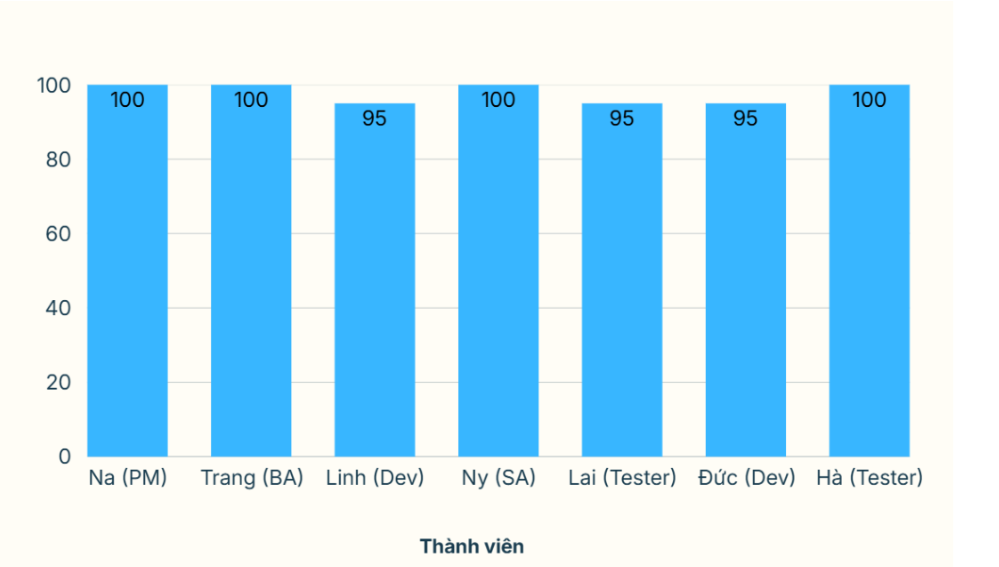 100
80
60
40
20
0
100 100 95 100 95 95 100
Na (PM) Trang (BA) Linh (Dev) Ny (SA) Lai (Tester) Đức (Dev) Hà (Tester)
Thành viên